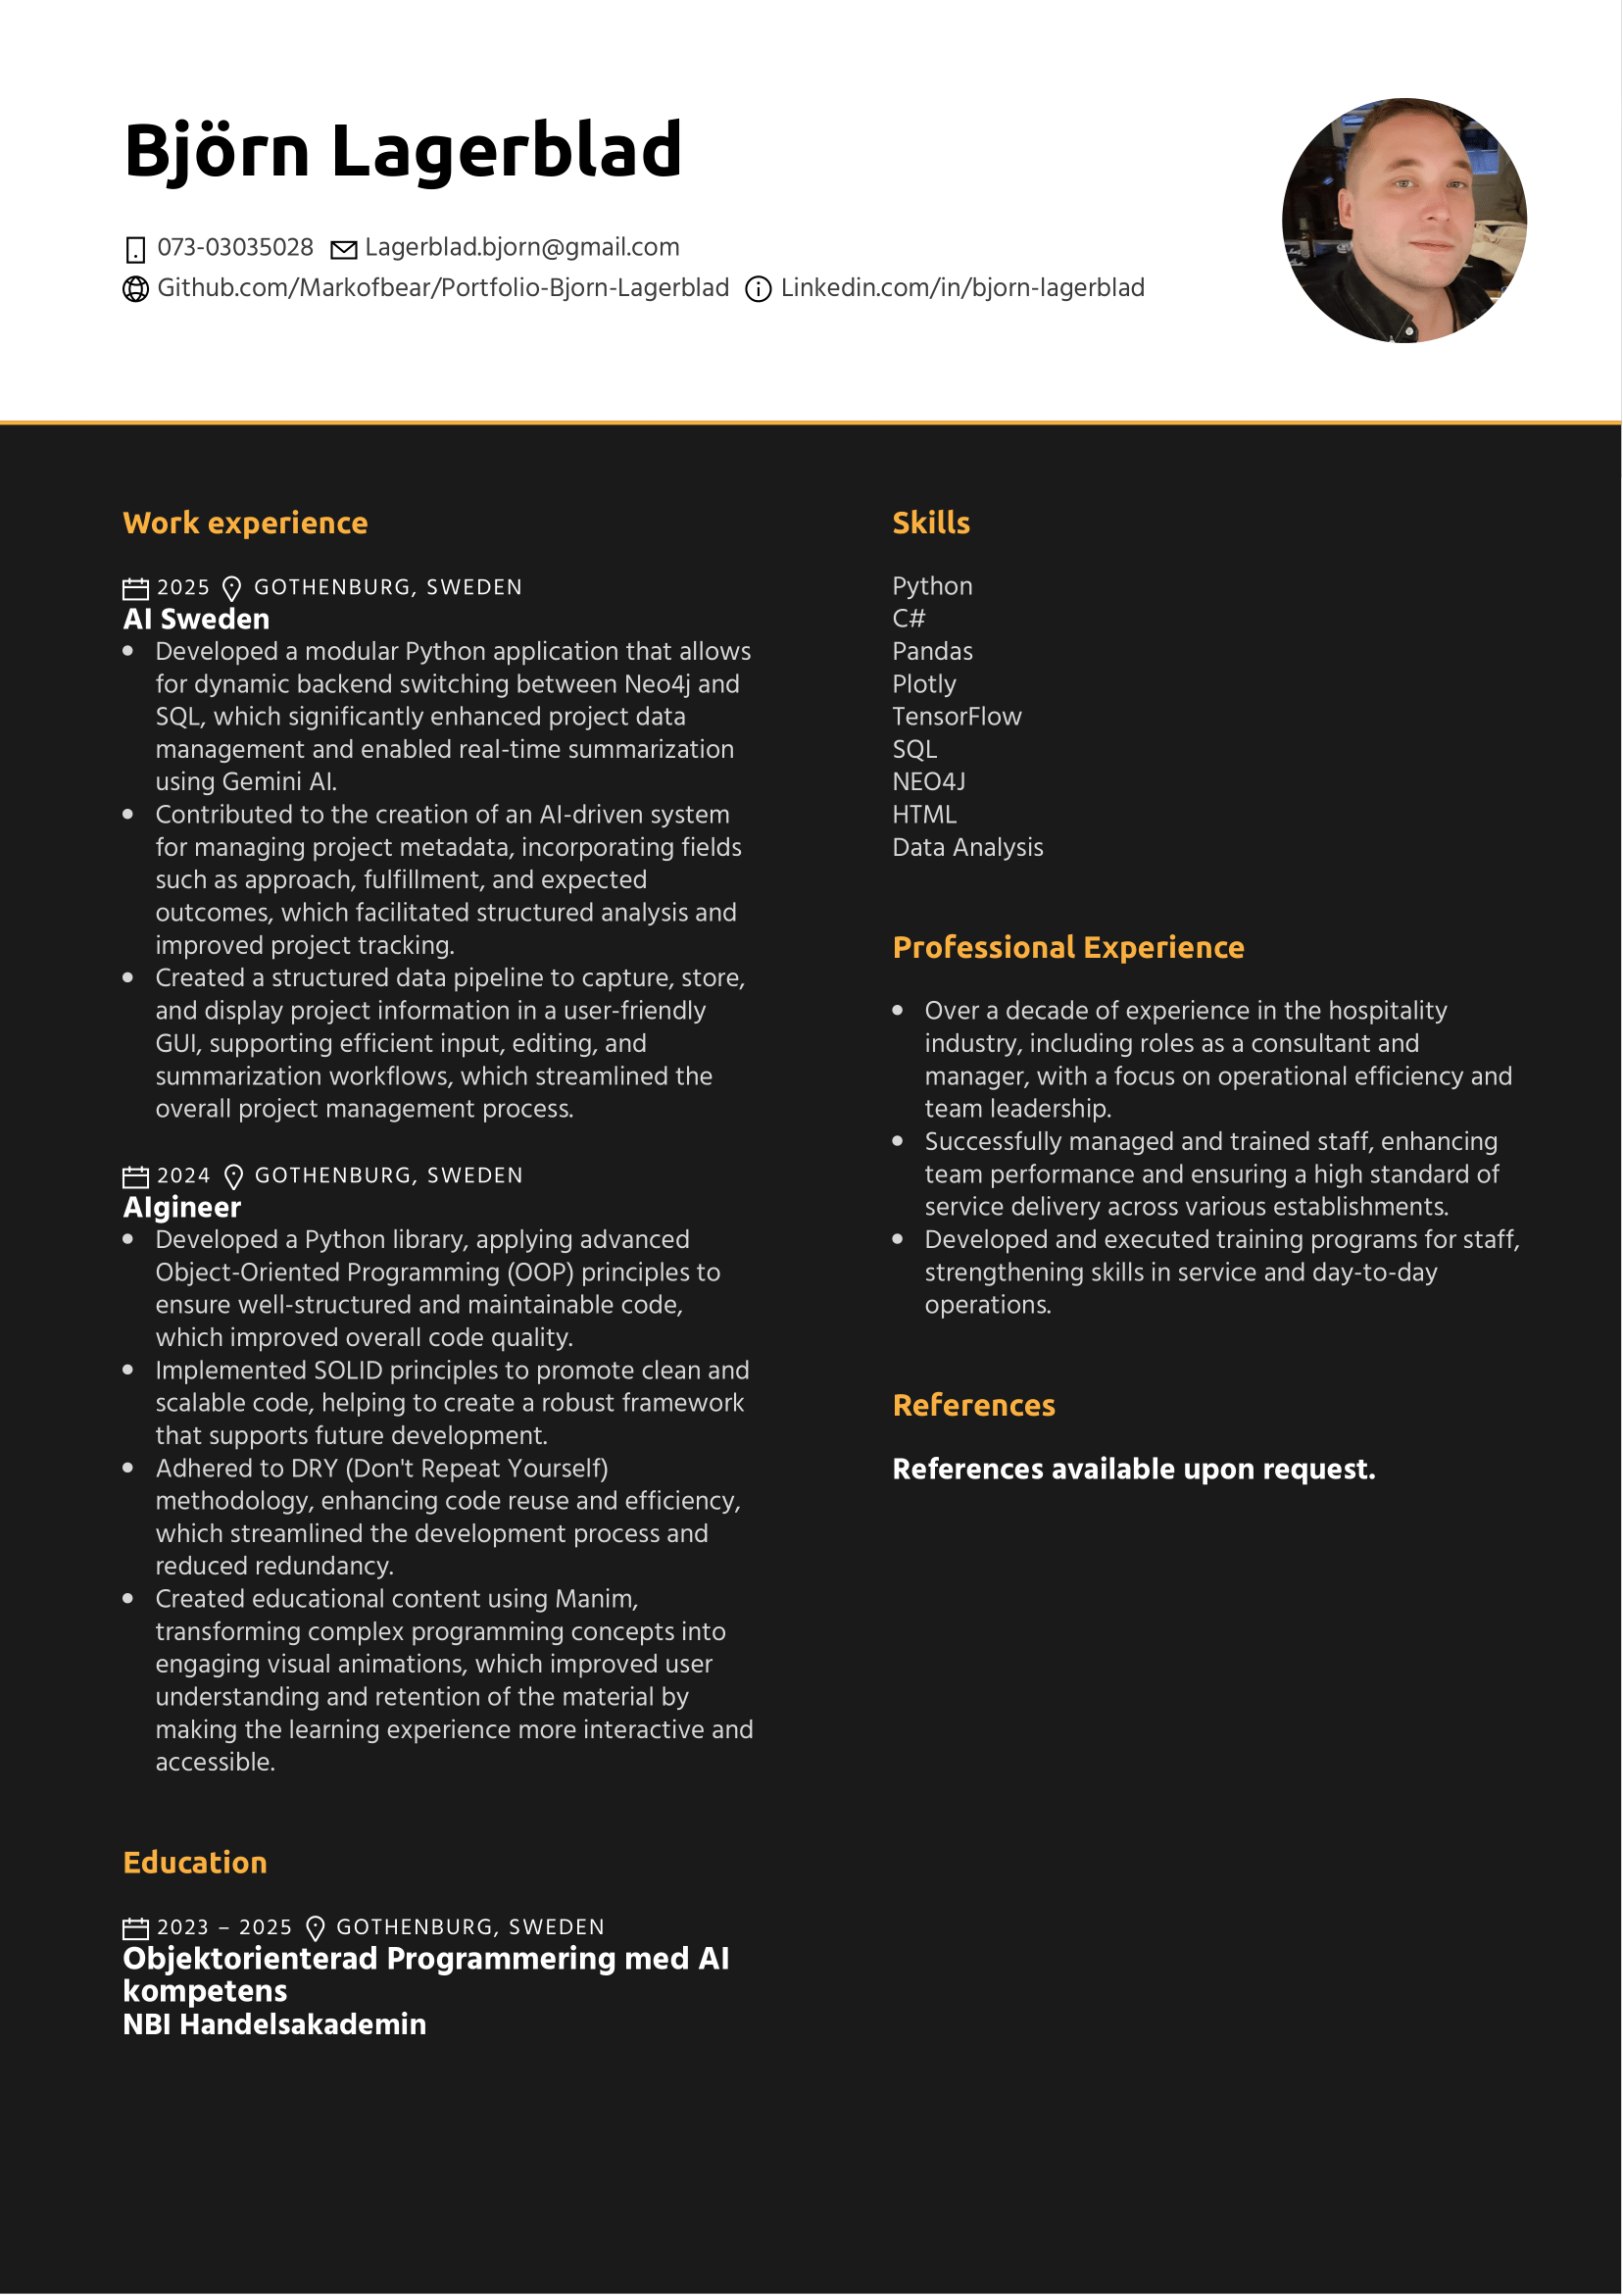 Björn Lagerblad
073-03035028 Lagerblad.bjorn@gmail.com
Github.com/Markofbear/Portfolio-Bjorn-Lagerblad Linkedin.com/in/bjorn-lagerblad
Work experience
2025 GOTHENBURG, SWEDEN
AI Sweden
• Developed a modular Python application that allows
for dynamic backend switching between Neo4j and
SQL, which significantly enhanced project data
management and enabled real-time summarization
using Gemini AI.
• Contributed to the creation of an AI-driven system
for managing project metadata, incorporating fields
such as approach, fulfillment, and expected
outcomes, which facilitated structured analysis and
improved project tracking.
• Created a structured data pipeline to capture, store,
and display project information in a user-friendly
GUI, supporting efficient input, editing, and
summarization workflows, which streamlined the
overall project management process.
2024 GOTHENBURG, SWEDEN
AIgineer
• Developed a Python library, applying advanced
Object-Oriented Programming (OOP) principles to
ensure well-structured and maintainable code,
which improved overall code quality.
• Implemented SOLID principles to promote clean and
scalable code, helping to create a robust framework
that supports future development.
• Adhered to DRY (Don't Repeat Yourself)
methodology, enhancing code reuse and efficiency,
which streamlined the development process and
reduced redundancy.
• Created educational content using Manim,
transforming complex programming concepts into
engaging visual animations, which improved user
understanding and retention of the material by
making the learning experience more interactive and
accessible.
Education
2023 – 2025 GOTHENBURG, SWEDEN
Objektorienterad Programmering med AI
kompetens
NBI Handelsakademin
Skills
Python
C#
Pandas
Plotly
TensorFlow
SQL
NEO4J
HTML
Data Analysis
Professional Experience
• Over a decade of experience in the hospitality
industry, including roles as a consultant and
manager, with a focus on operational efficiency and
team leadership.
• Successfully managed and trained staff, enhancing
team performance and ensuring a high standard of
service delivery across various establishments.
• Developed and executed training programs for staff,
strengthening skills in service and day-to-day
operations.
References
References available upon request.